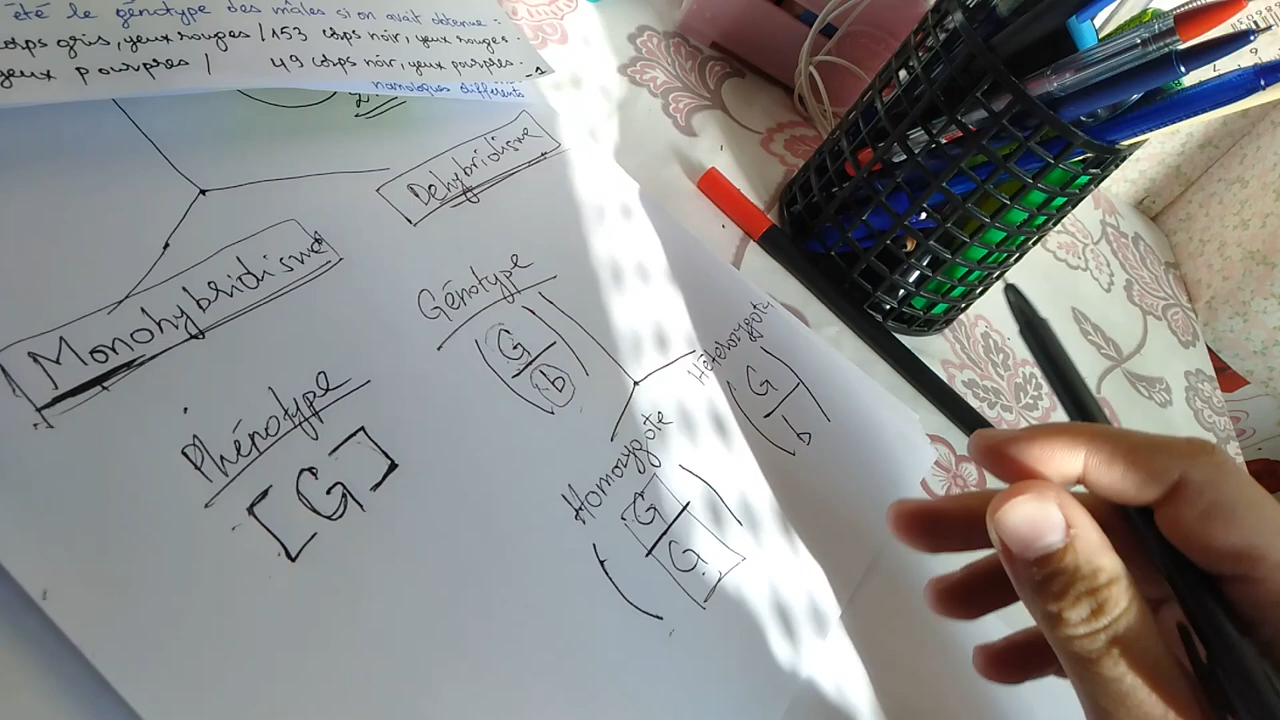 été le génotype des mâles si on avait obtenue :
corps gris, yeux rouges / 153 corps noir, yeux rouges.
yeux pourpres / 49 corps noir, yeux pourpres.
homologues différents
Dehybridisme
Monohybridisme
Génotype
G
b
Phénotype
[G]
Hétérozygote
G
b
Homozygote
G
G